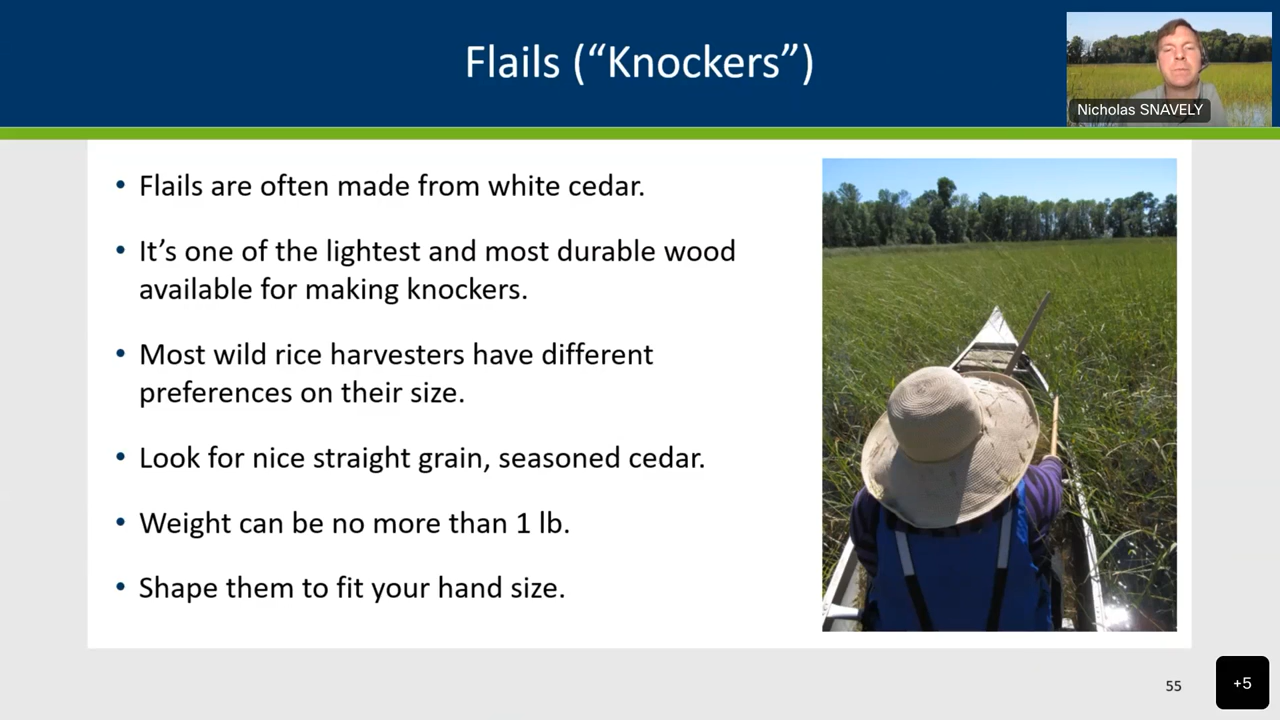 Flails (“Knockers”)
Nicholas SNAVELY
• Flails are often made from white cedar.
• It’s one of the lightest and most durable wood
available for making knockers.
• Most wild rice harvesters have different
preferences on their size.
• Look for nice straight grain, seasoned cedar.
• Weight can be no more than 1 lb.
• Shape them to fit your hand size.
55
+5